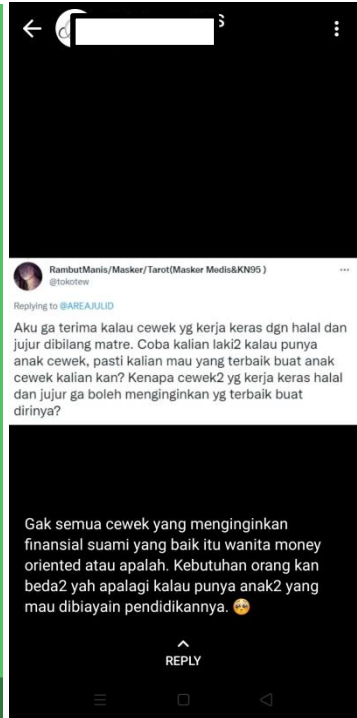 RambutManis/Masker/Tarot(Masker Medis&KN95 )
@tokotew
Replying to @AREAJULID
Aku ga terima kalau cewek yg kerja keras dgn halal dan
jujur dibilang matre. Coba kalian laki2 kalau punya
anak cewek, pasti kalian mau yang terbaik buat anak
cewek kalian kan? Kenapa cewek2 yg kerja keras halal
dan jujur ga boleh menginginkan yg terbaik buat
dirinya?
Gak semua cewek yang menginginkan
finansial suami yang baik itu wanita money
oriented atau apalah. Kebutuhan orang kan
beda2 yah apalagi kalau punya anak2 yang
mau dibiayain pendidikannya. 🥺
REPLY